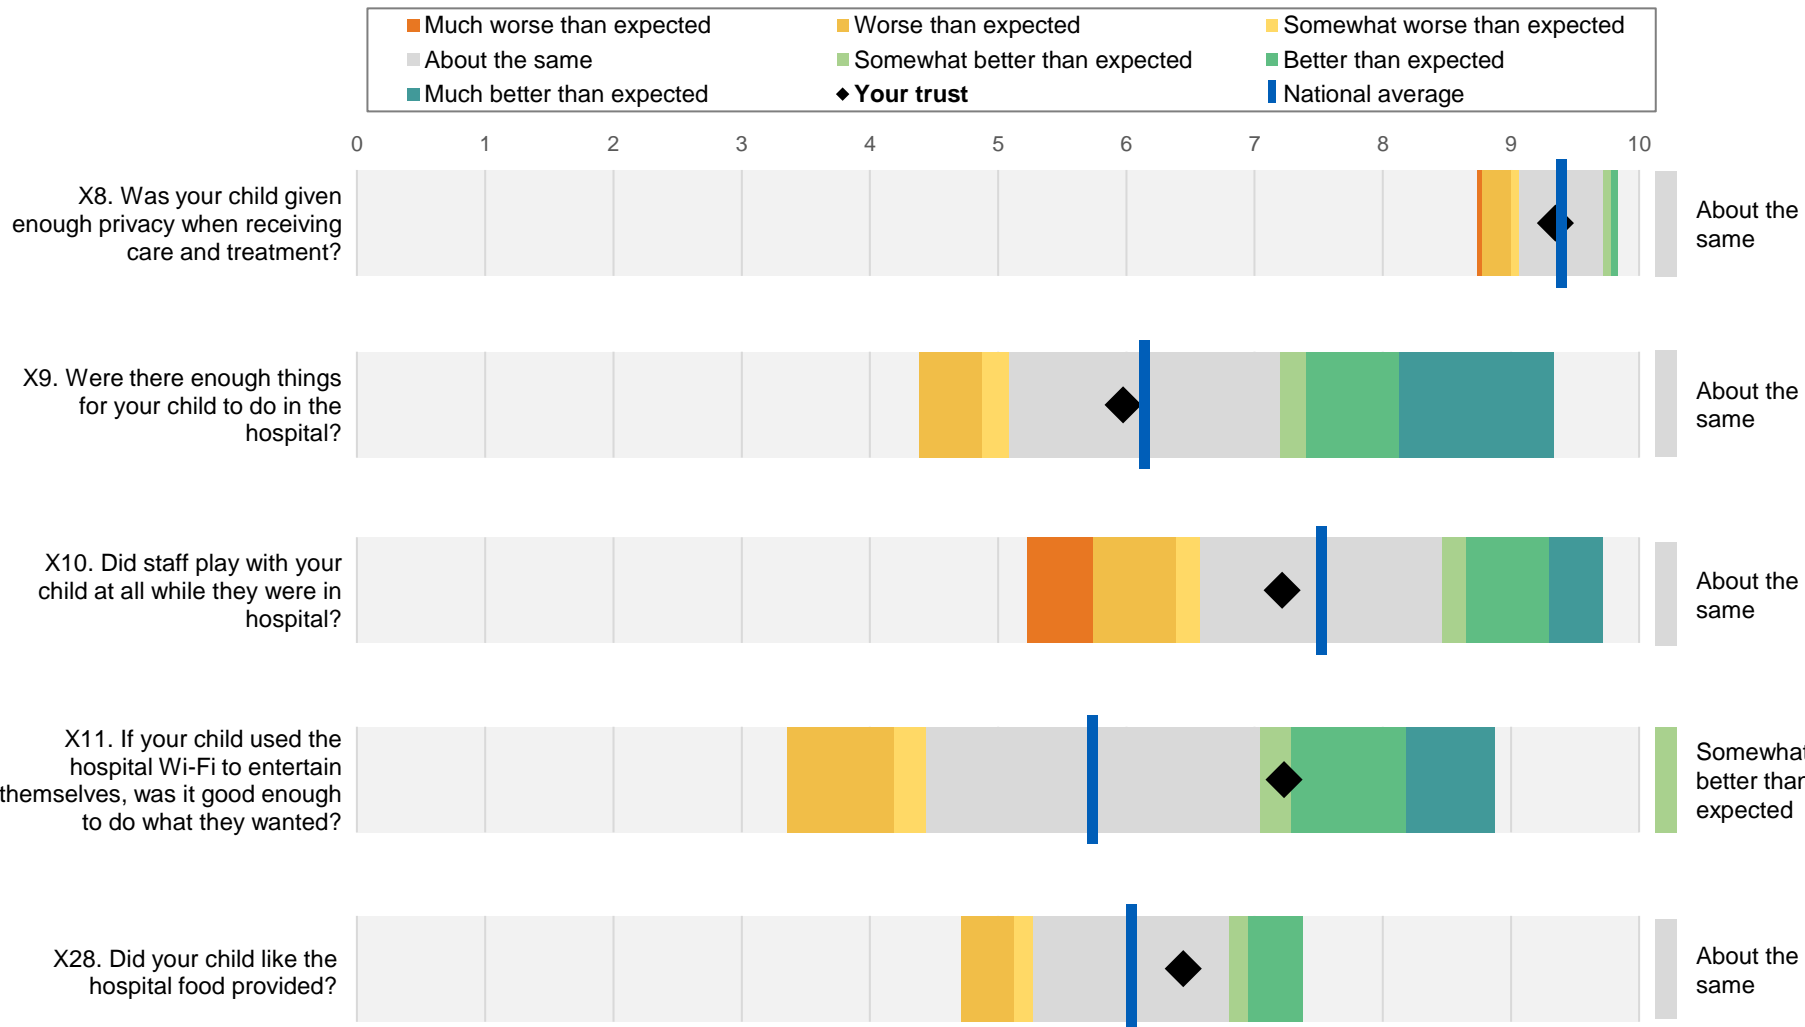 Much worse than expected
Worse than expected
Somewhat worse than expected
About the same
Somewhat better than expected
Better than expected
Much better than expected
Your trust
National average
0 1 2 3 4 5 6 7 8 9 10
X8. Was your child given
enough privacy when receiving
care and treatment?
About the
same
X9. Were there enough things
for your child to do in the
hospital?
About the
same
X10. Did staff play with your
child at all while they were in
hospital?
About the
same
X11. If your child used the
hospital Wi-Fi to entertain
themselves, was it good enough
to do what they wanted?
Somewhat
better than
expected
X28. Did your child like the
hospital food provided?
About the
same